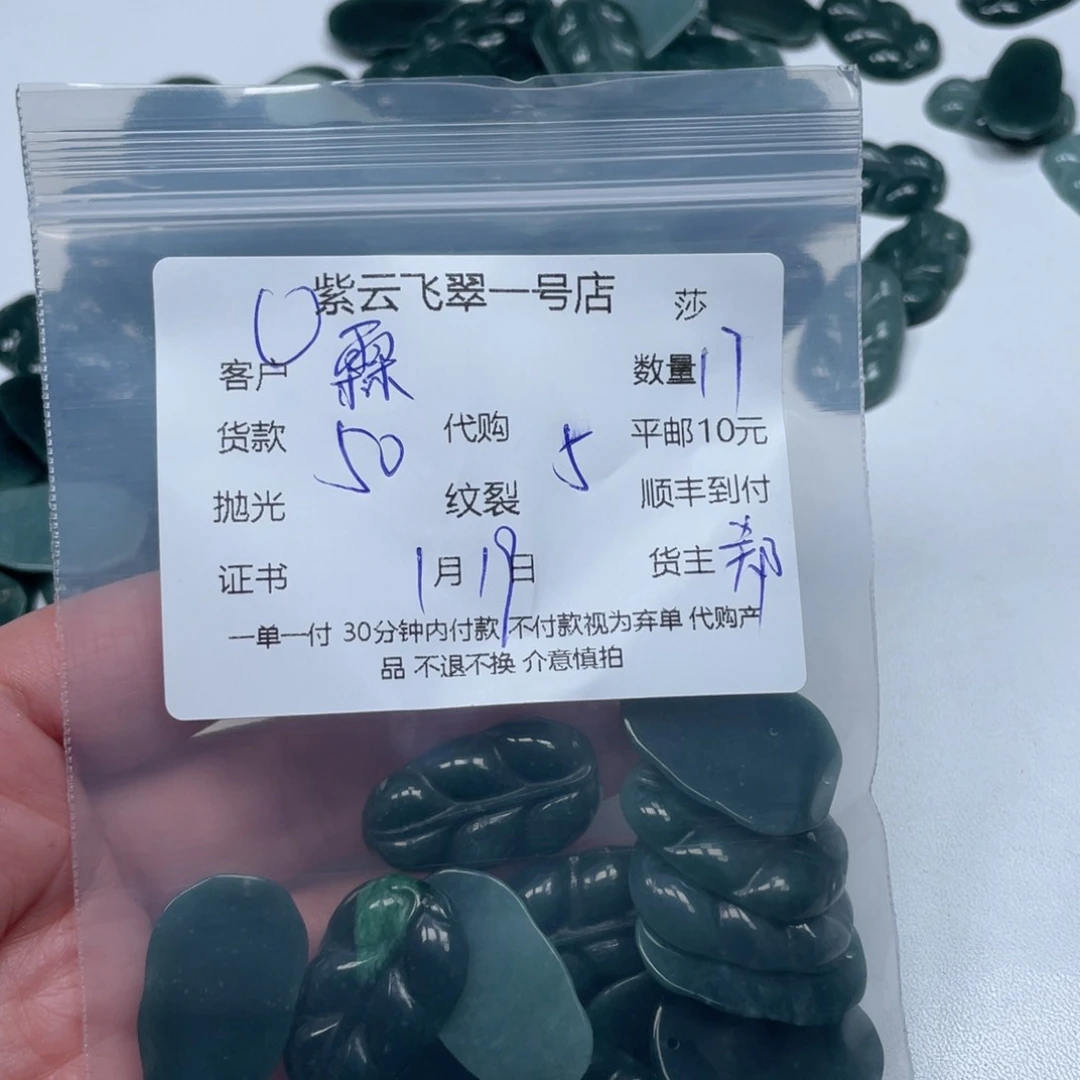 紫云飞翠一号店 莎
客户 霖 数量 17
货款 50 代购 5 平邮10元
抛光 纹裂 顺丰到付
证书 1月19日 货主 郑
一单一付 30分钟内付款 不付款视为弃单 代购产
品 不退不换 介意慎拍